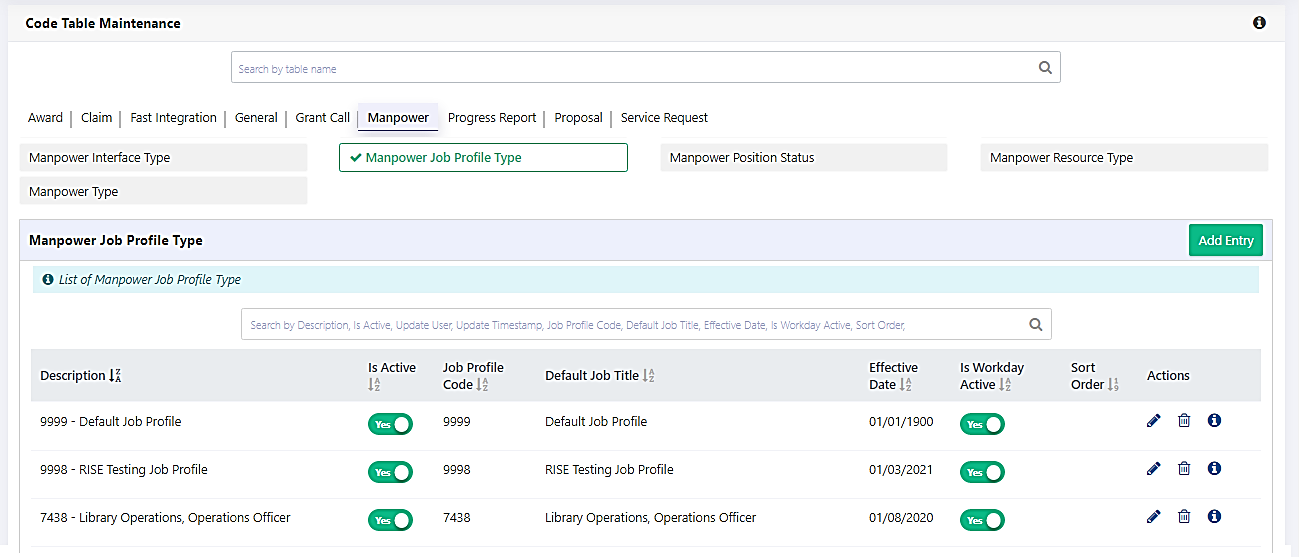 Code Table Maintenance
Search by table name
Award | Claim | Fast Integration | General | Grant Call | Manpower Progress Report | Proposal | Service Request
Manpower Interface Type Manpower Job Profile Type Manpower Position Status Manpower Resource Type
Manpower Type
Manpower Job Profile Type Add Entry
List of Manpower Job Profile Type
Search by Description, Is Active, Update User, Update Timestamp, Job Profile Code, Default Job Title, Effective Date, Is Workday Active, Sort Order,
Description Is Active Job Profile Code Default Job Title Effective Date Is Workday Active Sort Order Actions
9999 - Default Job Profile Yes 9999 Default Job Profile 01/01/1900 Yes
9998 - RISE Testing Job Profile Yes 9998 RISE Testing Job Profile 01/03/2021 Yes
7438 - Library Operations, Operations Officer Yes 7438 Library Operations, Operations Officer 01/08/2020 Yes